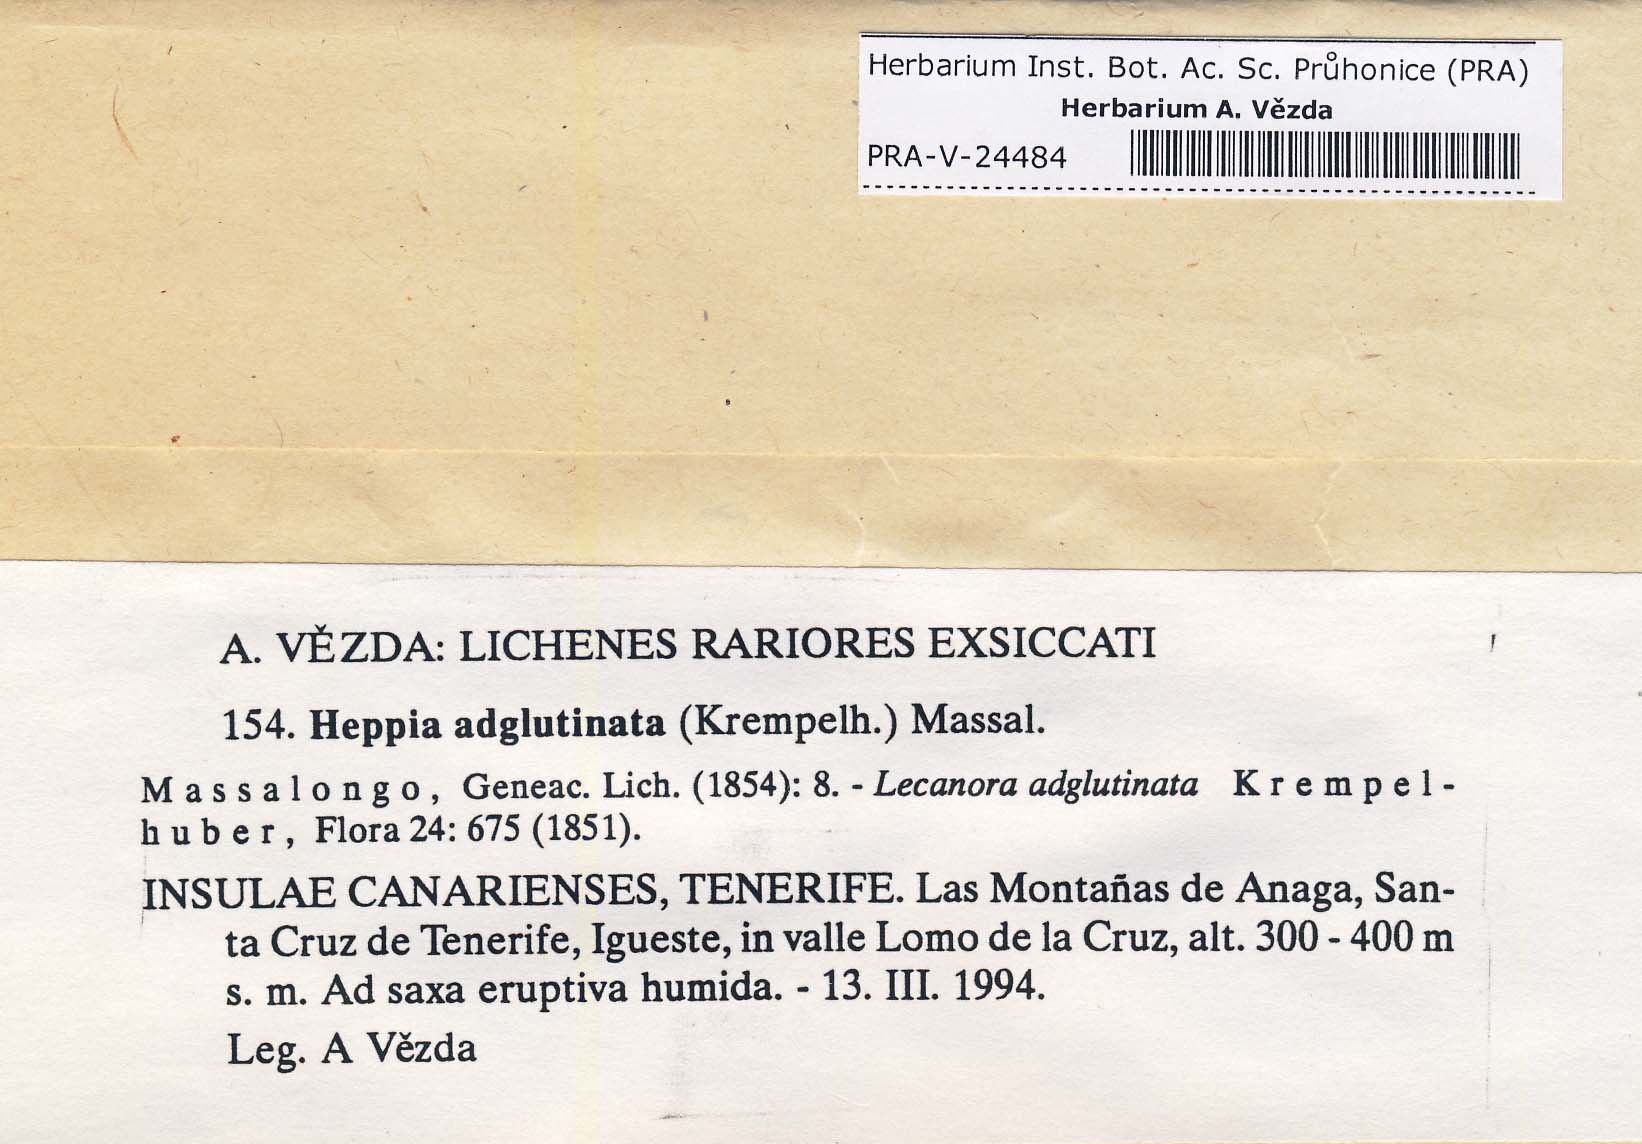 Herbarium Inst. Bot. Ac. Sc. Průhonice (PRA)
Herbarium A. Vězda
PRA-V-24484
A. VĚZDA: LICHENES RARIORES EXSICCATI
154. Heppia adglutinata (Krempelh.) Massal.
Massalongo, Geneac. Lich. (1854): 8. - Lecanora adglutinata Krempel-
huber, Flora 24: 675 (1851).
INSULAE CANARIENSES, TENERIFE. Las Montañas de Anaga, San-
ta Cruz de Tenerife, Igueste, in valle Lomo de la Cruz, alt. 300 - 400 m
s. m. Ad saxa eruptiva humida. - 13. III. 1994.
Leg. A Vězda